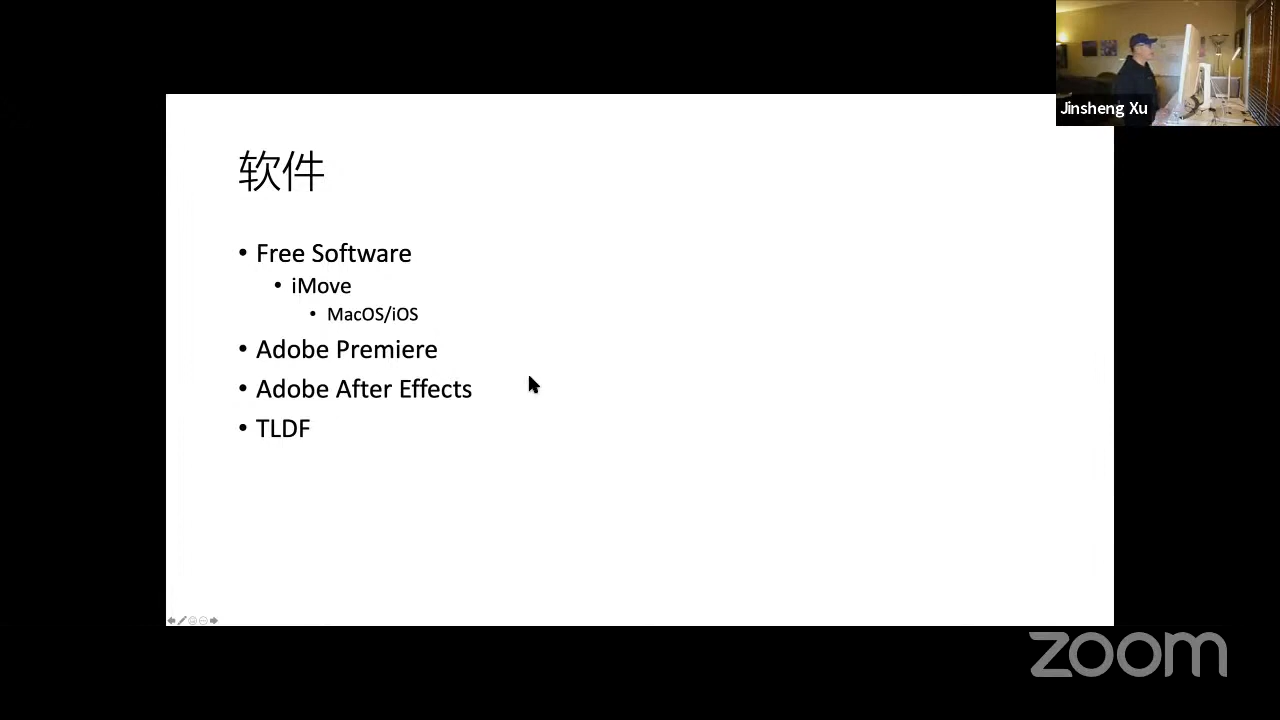 Jinsheng Xu
软件
• Free Software
• iMove
• MacOS/iOS
• Adobe Premiere
• Adobe After Effects
• TLDF
zoom